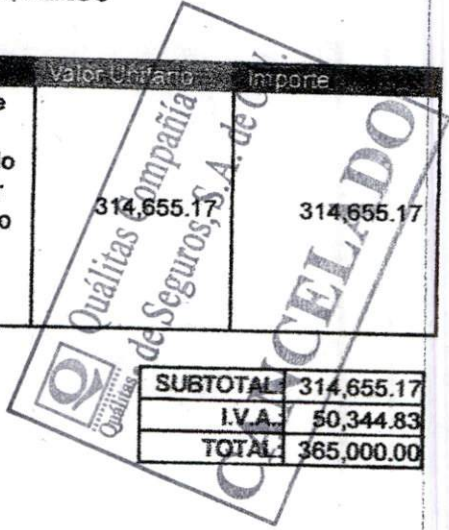 Valor Unitario Importe
e
lo
314,655.17 314,655.17
o
Quálitas Compañía
de Seguros, S.A. de C.V.
CANCELADO
Quálitas
SUBTOTAL: 314,655.17
I.V.A.: 50,344.83
TOTAL: 365,000.00